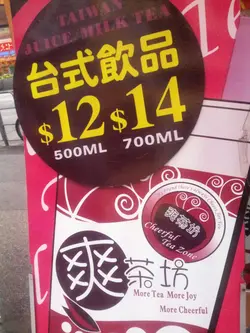 TAIWAN
JUICE/MILK TEA
台式飲品
$12 $14
500ML 700ML
爽茶坊
Cheerful
Tea Zone
爽茶坊
More Tea More Joy
More Cheerful